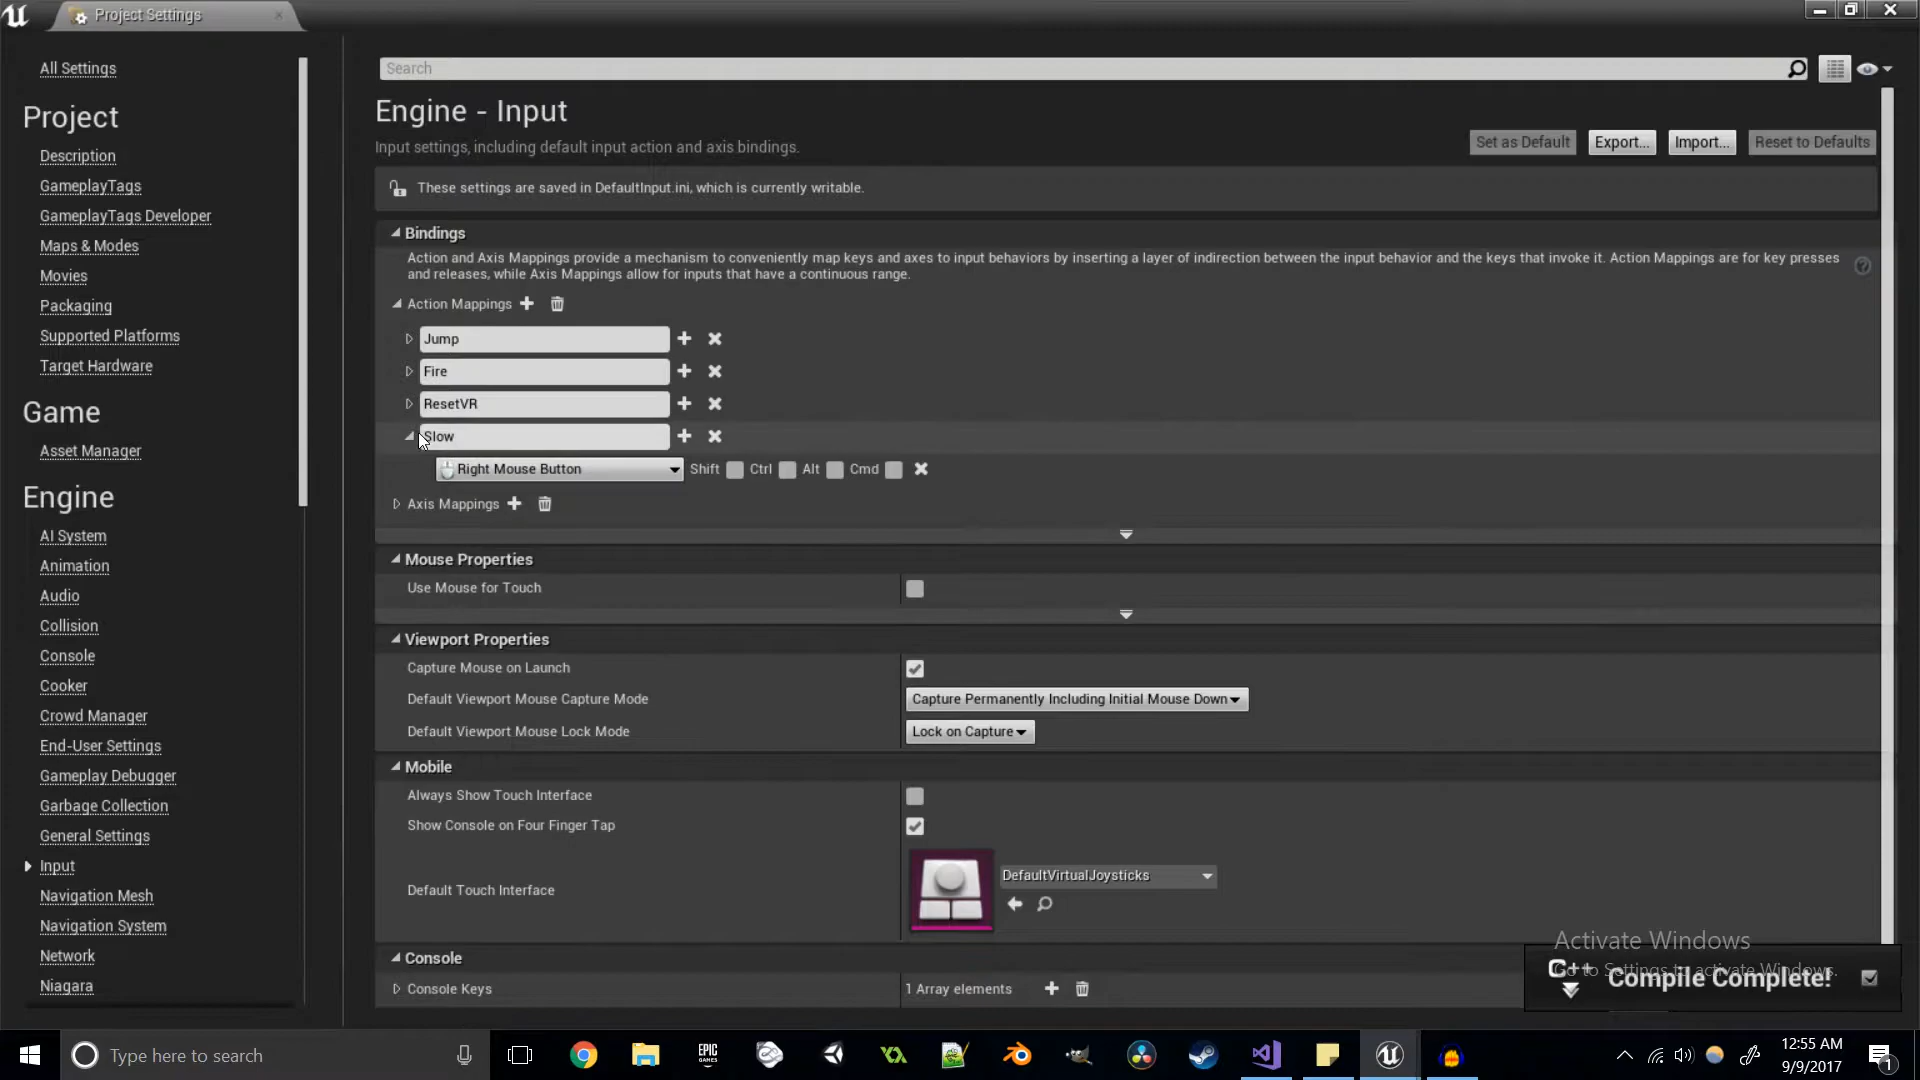 Project Settings
All Settings
Project
Description
GameplayTags
GameplayTags Developer
Maps & Modes
Movies
Packaging
Supported Platforms
Target Hardware
Game
Asset Manager
Engine
AI System
Animation
Audio
Collision
Console
Cooker
Crowd Manager
End-User Settings
Gameplay Debugger
Garbage Collection
General Settings
Input
Navigation Mesh
Navigation System
Network
Niagara
Search
Engine - Input
Input settings, including default input action and axis bindings.
Set as Default
Export...
Import...
Reset to Defaults
These settings are saved in DefaultInput.ini, which is currently writable.
Bindings
Action and Axis Mappings provide a mechanism to conveniently map keys and axes to input behaviors by inserting a layer of indirection between the input behavior and the keys that invoke it. Action Mappings are for key presses
and releases, while Axis Mappings allow for inputs that have a continuous range.
Action Mappings
Jump
Fire
ResetVR
Slow
Right Mouse Button Shift Ctrl Alt Cmd
Axis Mappings
Mouse Properties
Use Mouse for Touch
Viewport Properties
Capture Mouse on Launch
Default Viewport Mouse Capture Mode Capture Permanently Including Initial Mouse Down
Default Viewport Mouse Lock Mode Lock on Capture
Mobile
Always Show Touch Interface
Show Console on Four Finger Tap
Default Touch Interface DefaultVirtualJoysticks
Console
Console Keys 1 Array elements
Activate Windows
Go to Settings to activate Windows.
C++ Compile Complete!
Type here to search
EPIC
GAMES
12:55 AM
9/9/2017
1